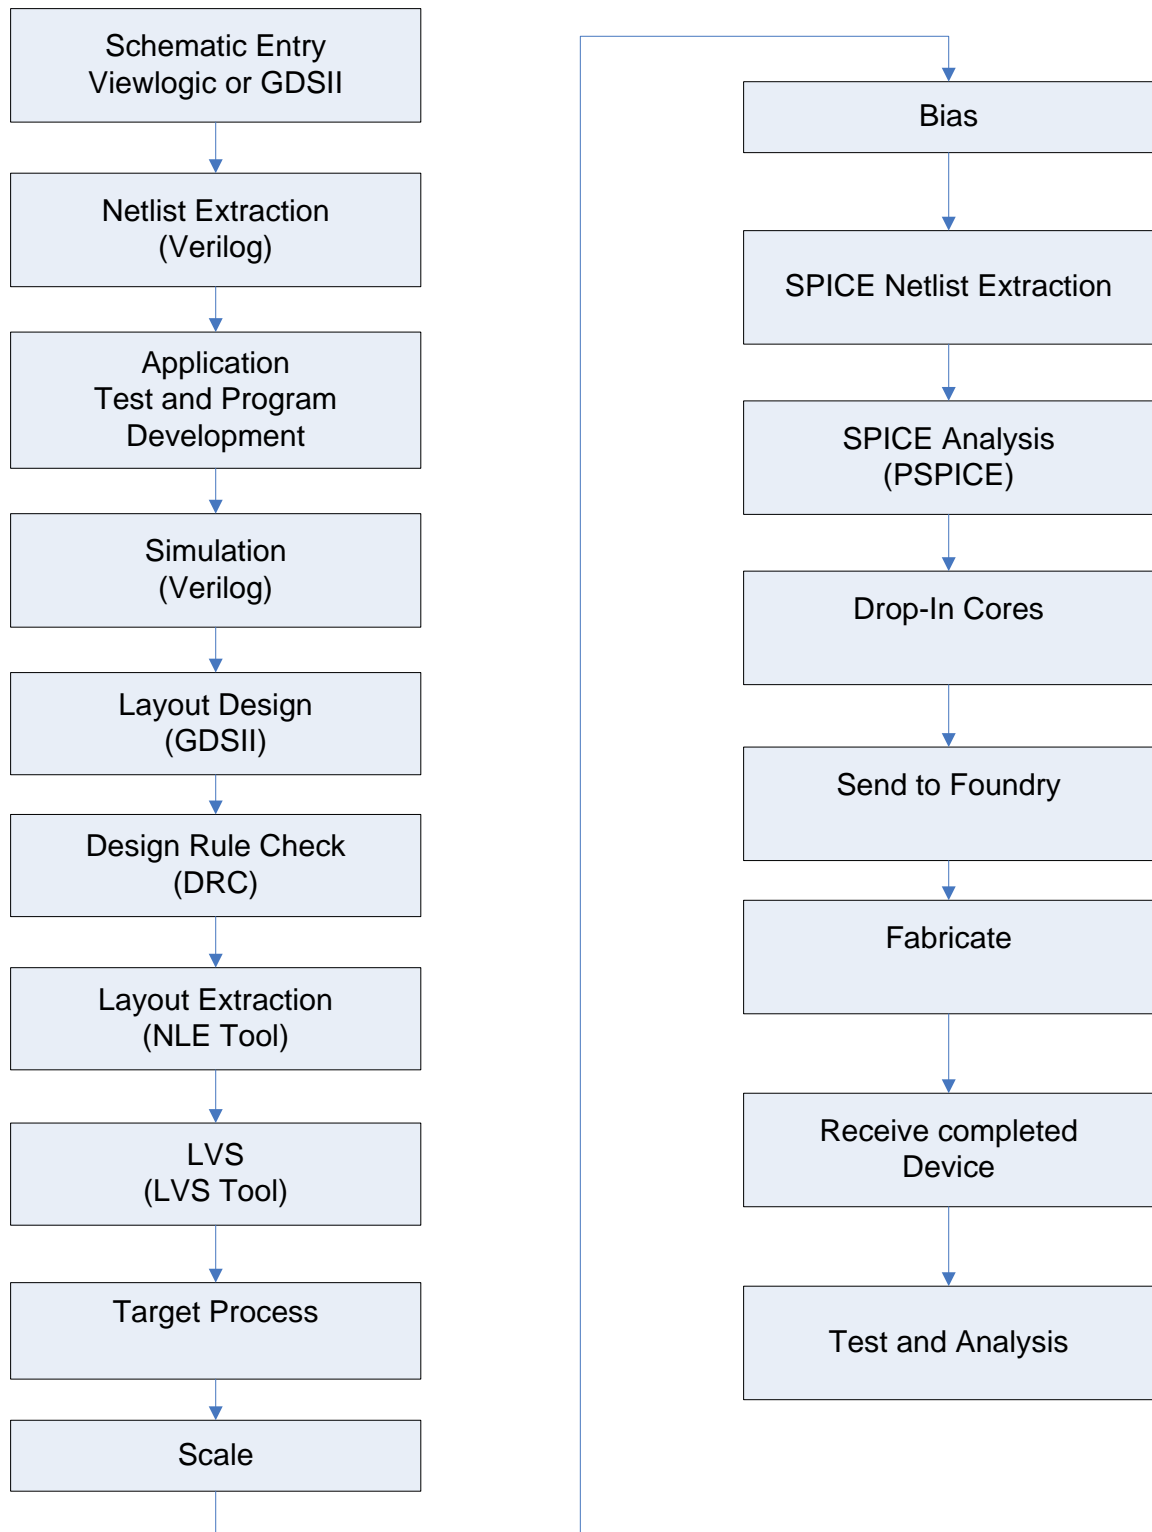 Schematic Entry
Viewlogic or GDSII
Netlist Extraction
(Verilog)
Application
Test and Program
Development
Simulation
(Verilog)
Layout Design
(GDSII)
Design Rule Check
(DRC)
Layout Extraction
(NLE Tool)
LVS
(LVS Tool)
Target Process
Scale
Bias
SPICE Netlist Extraction
SPICE Analysis
(PSPICE)
Drop-In Cores
Send to Foundry
Fabricate
Receive completed
Device
Test and Analysis